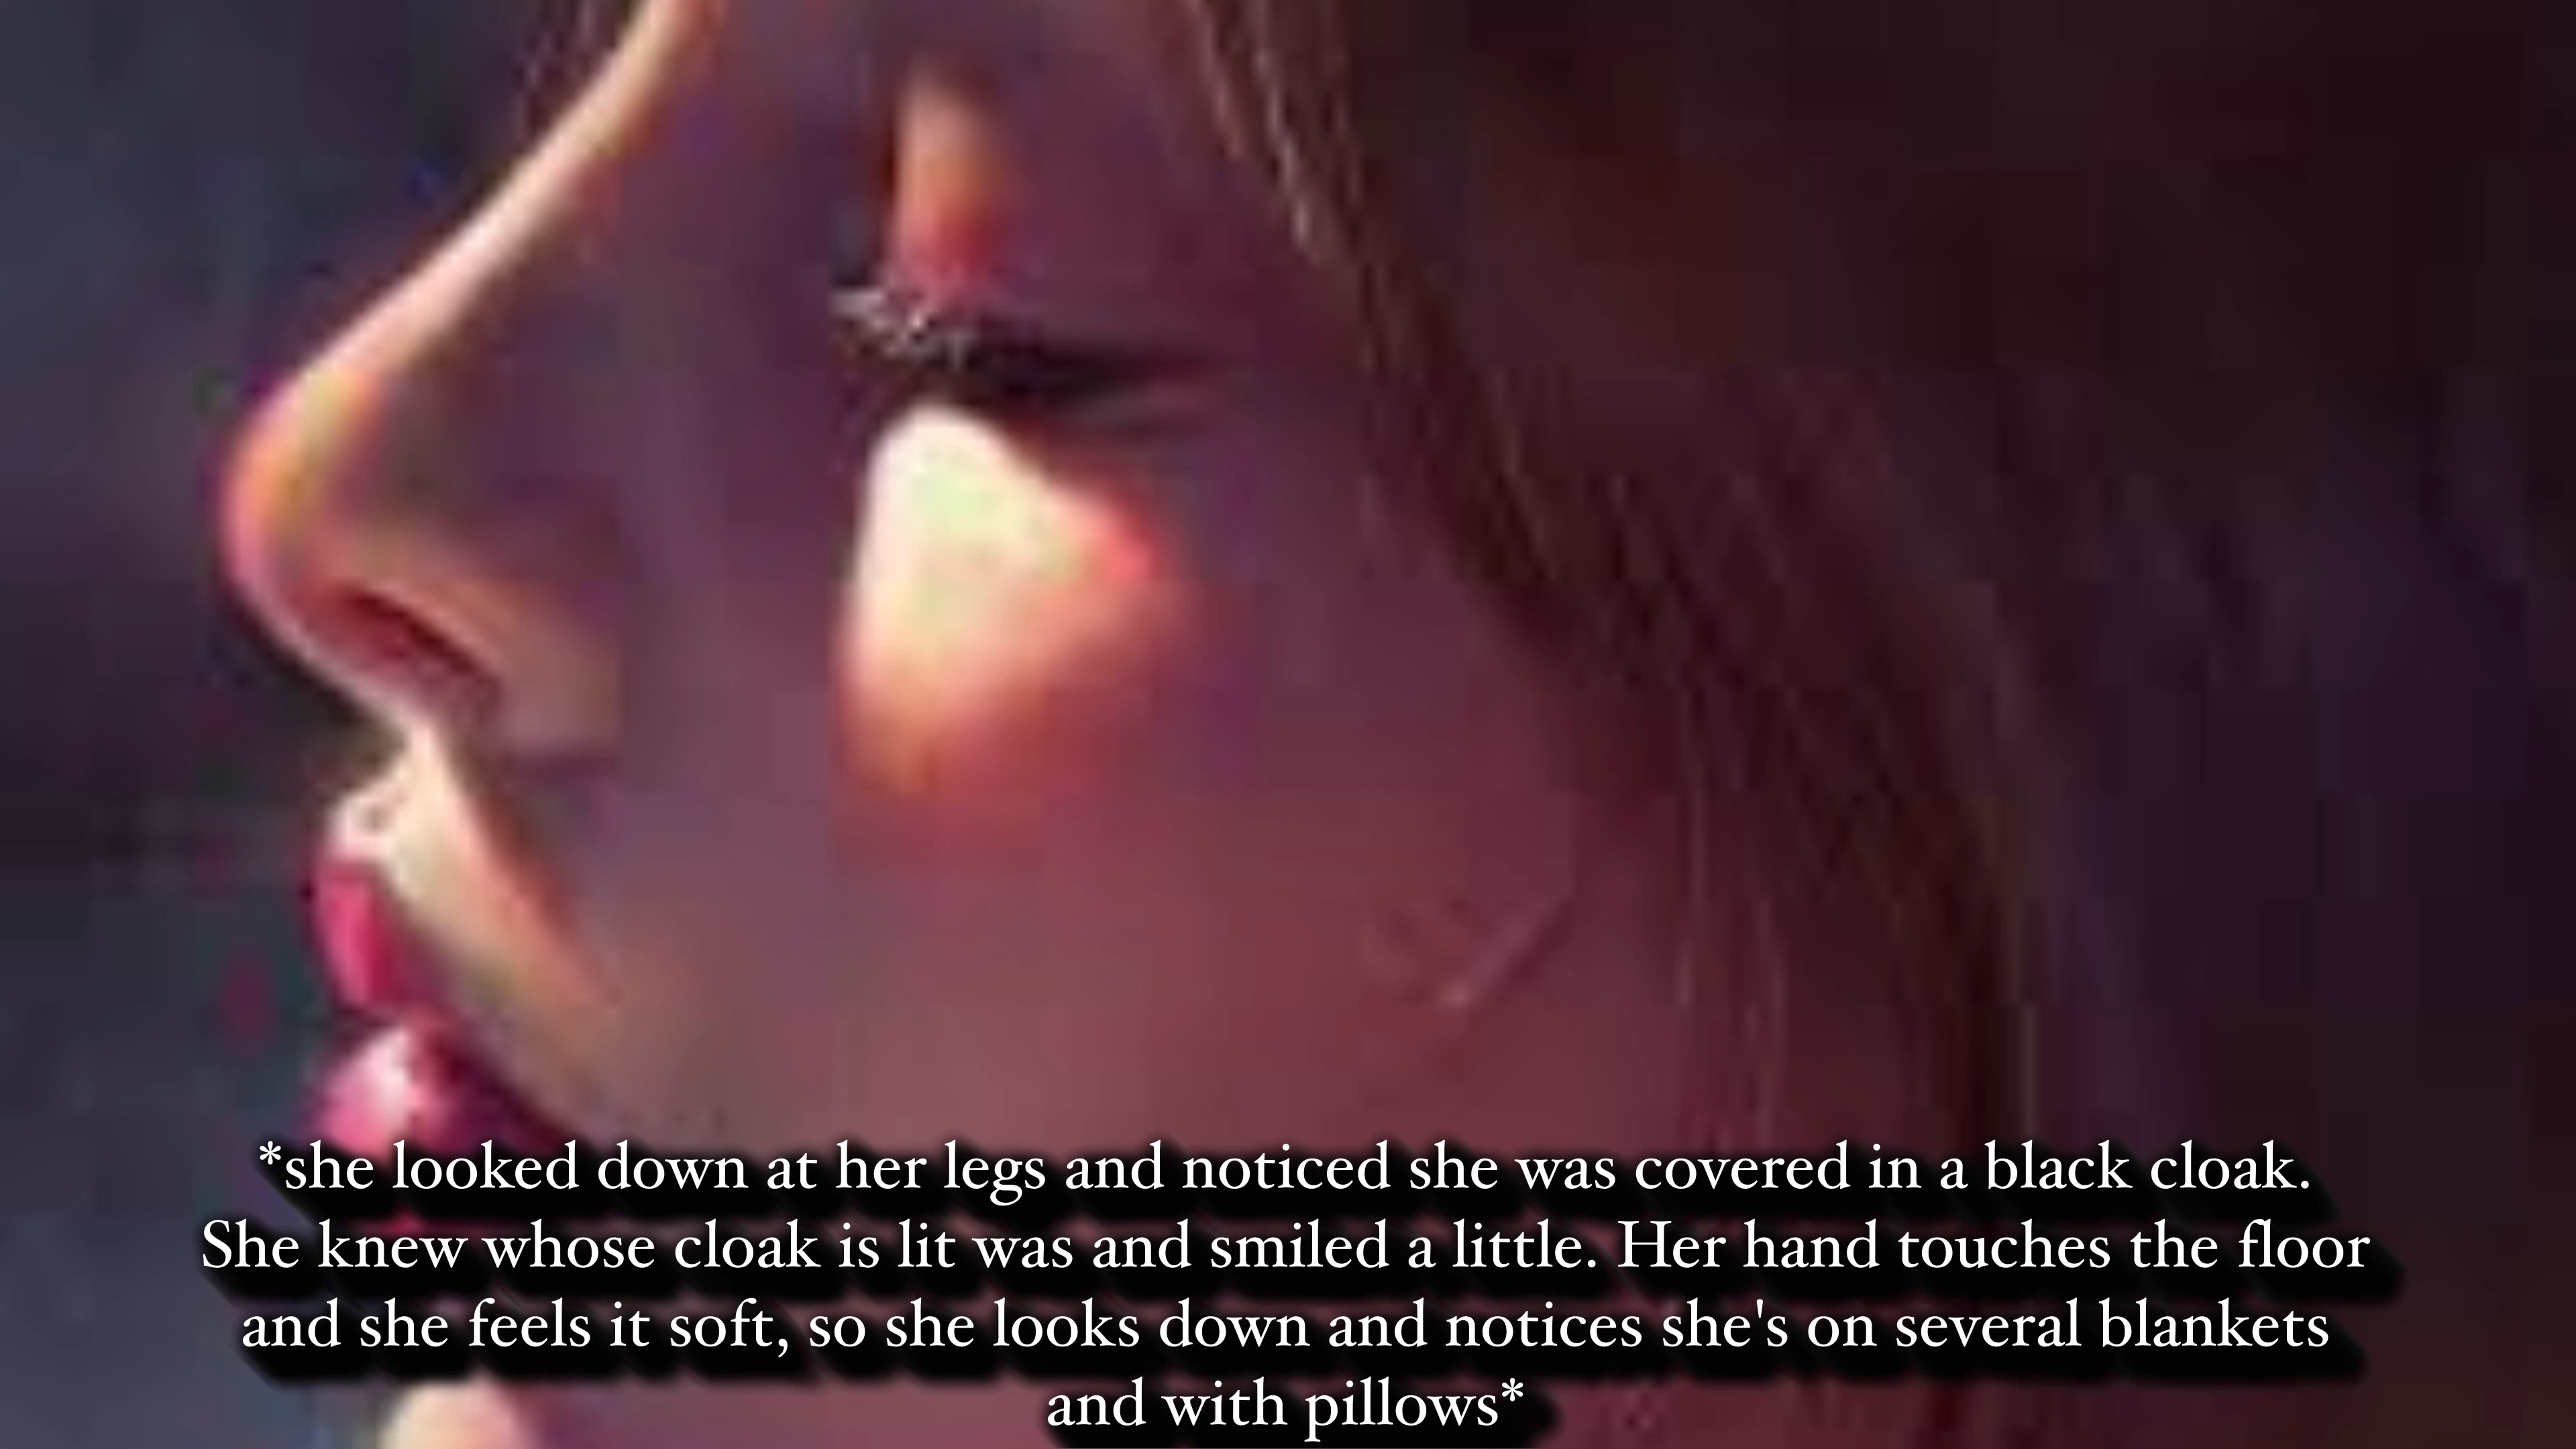 *she looked down at her legs and noticed she was covered in a black cloak.
She knew whose cloak is lit was and smiled a little. Her hand touches the floor
and she feels it soft, so she looks down and notices she's on several blankets
and with pillows*